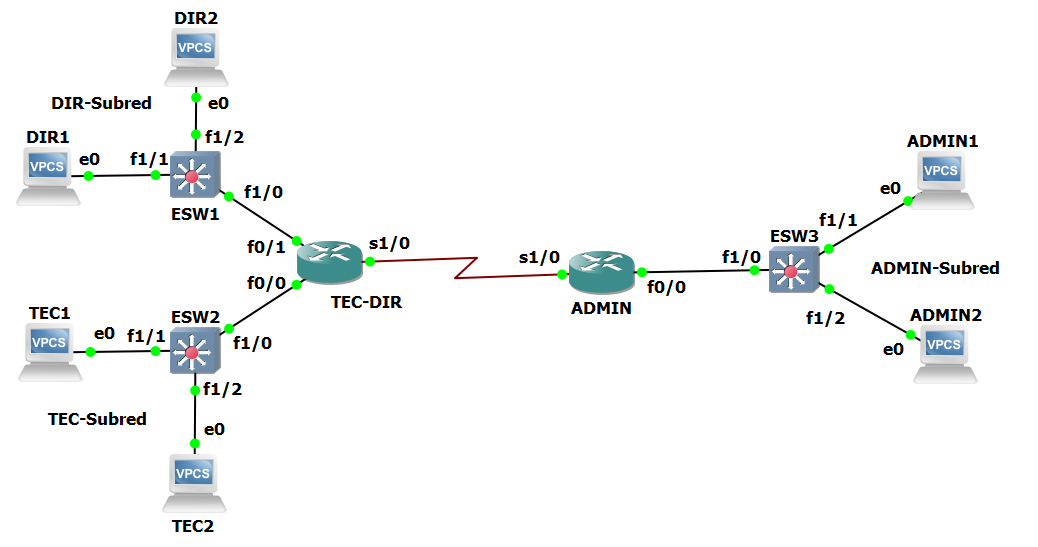 DIR2
VPCS
DIR-Subred
e0
f1/2
DIR1
VPCS
e0
f1/1
ESW1
f1/0
f0/1
s1/0
TEC-DIR
f0/0
TEC1
VPCS
e0
f1/1
ESW2
f1/0
f1/2
TEC-Subred
e0
VPCS
TEC2
s1/0
ADMIN
f0/0
f1/0
ESW3
f1/1
e0
ADMIN1
VPCS
ADMIN-Subred
f1/2
e0
ADMIN2
VPCS